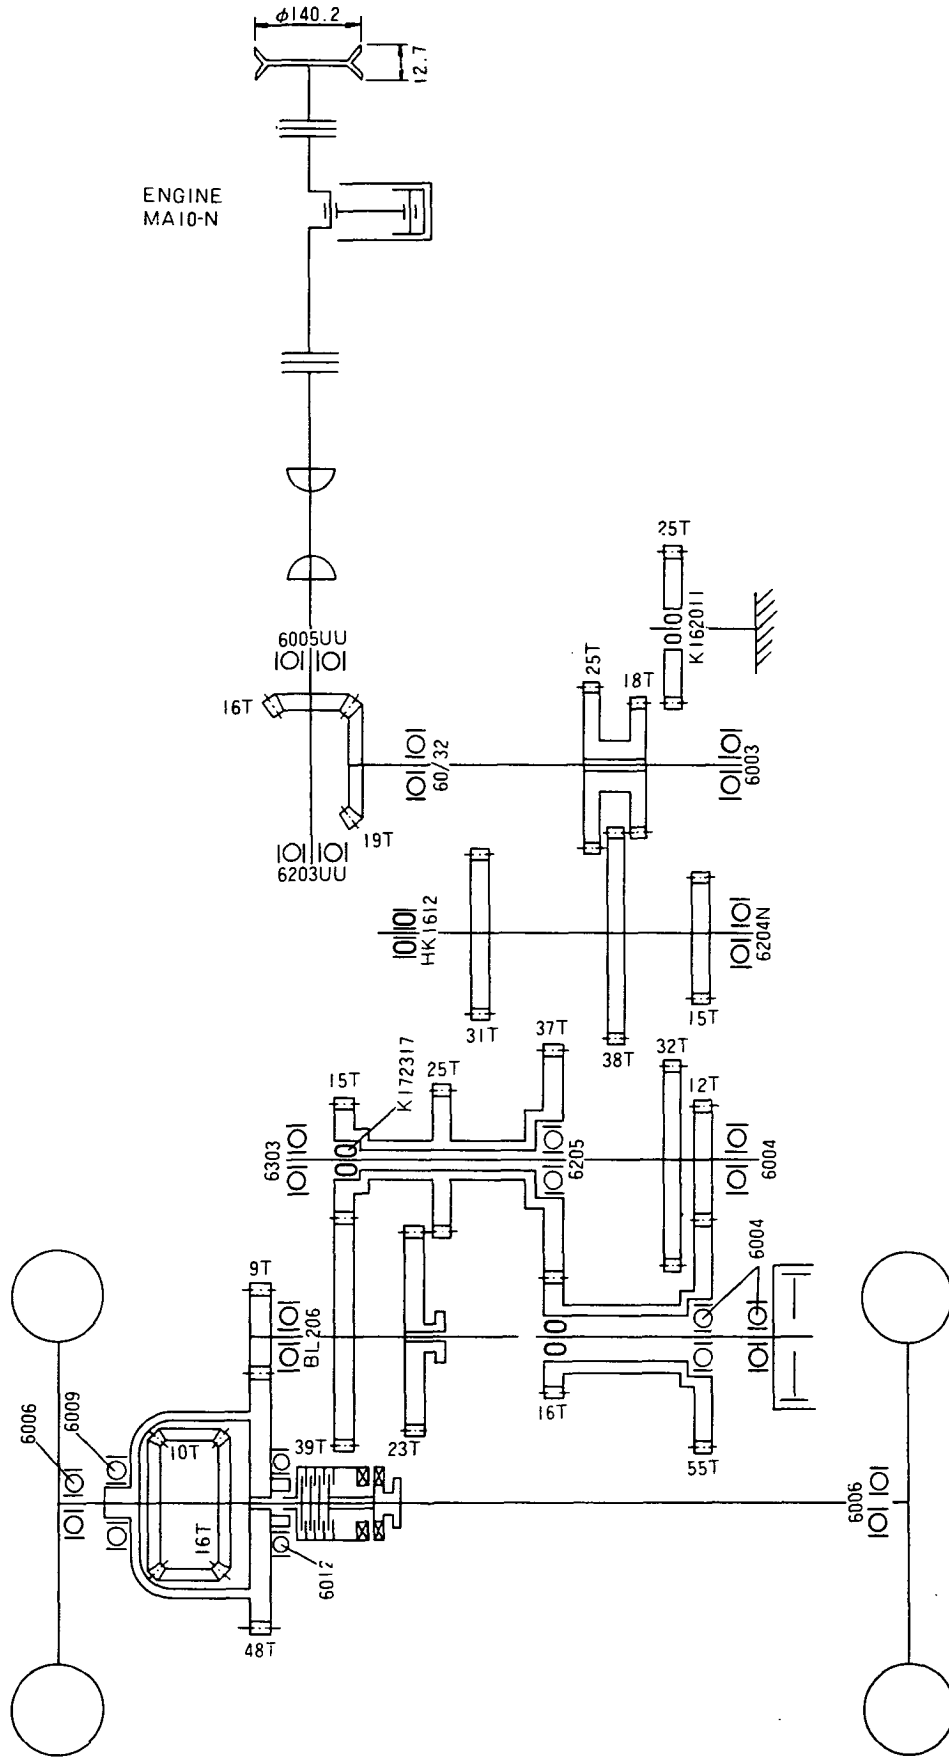 φ140.2
12.7
ENGINE
MA10-N
25T
6005UU
K162011
16T
25T
18T
60/32
6003
19T
6203UU
HK1612
6204N
31T
15T
37T
38T
K172317
32T
25T
15T
12T
6303
6205
6004
9T
6004
BL206
6006
6009
10T
39T
23T
16T
55T
16T
6012
6006
48T